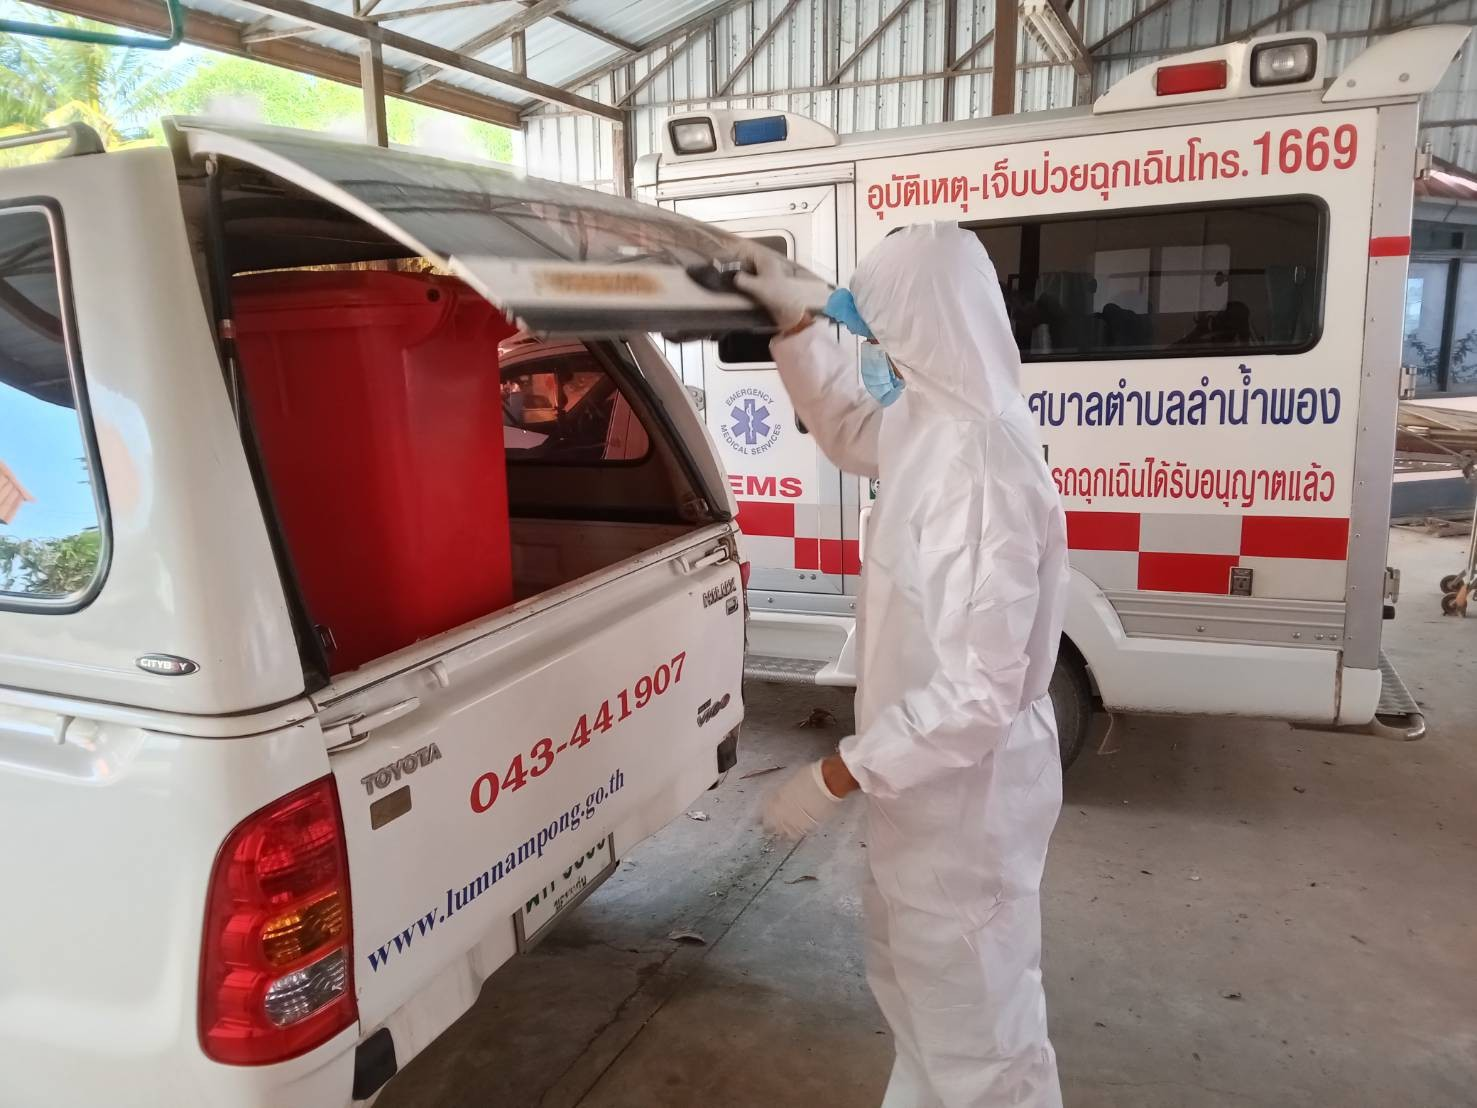 อุบัติเหตุ-เจ็บป่วยฉุกเฉินโทร.1669
EMERGENCY
MEDICAL SERVICES
EMS
ศบาลตำบลลำน้ำพอง
รถฉุกเฉินได้รับอนุญาตแล้ว
CITYBOY
HILUX
VIGO
TOYOTA
043-441907
www.lumnampong.go.th